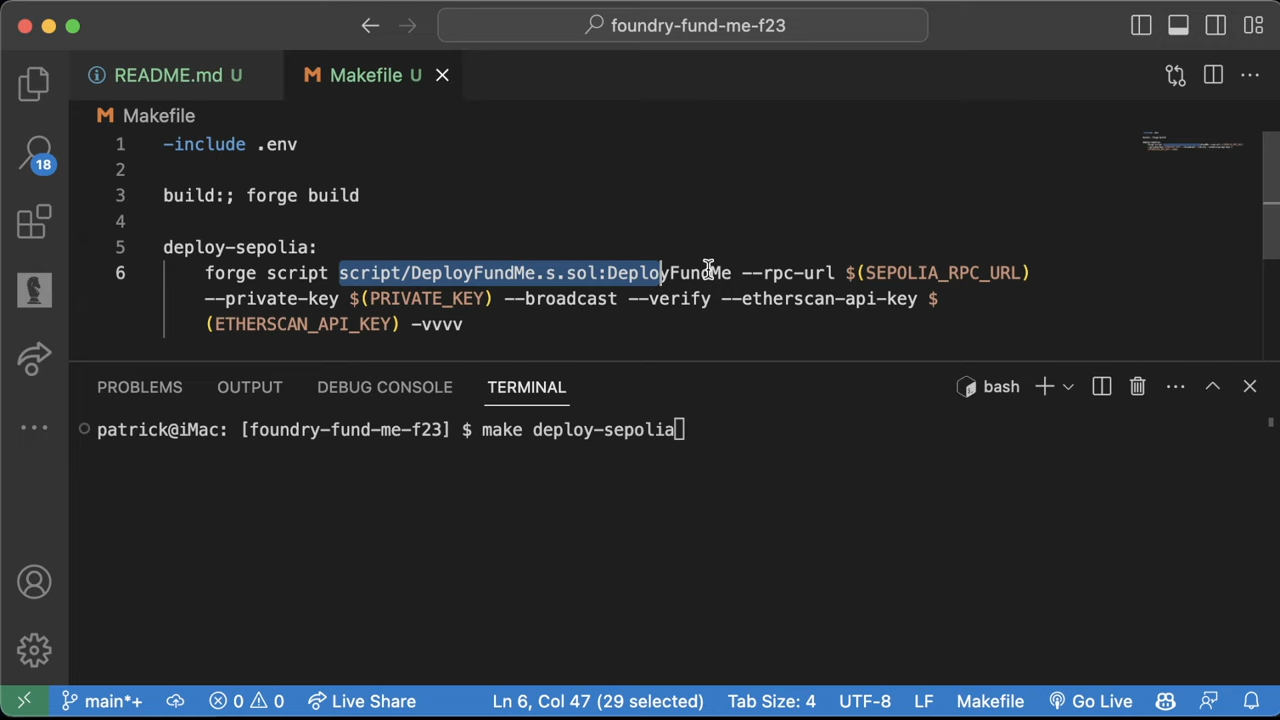 foundry-fund-me-f23
README.md U
Makefile U
Makefile
1 -include .env
2
3 build:; forge build
4
5 deploy-sepolia:
6 forge script script/DeployFundMe.s.sol:DeployFundMe --rpc-url $(SEPOLIA_RPC_URL)
--private-key $(PRIVATE_KEY) --broadcast --verify --etherscan-api-key $
(ETHERSCAN_API_KEY) -vvvv
18
PROBLEMS OUTPUT DEBUG CONSOLE TERMINAL bash
patrick@iMac: [foundry-fund-me-f23] $ make deploy-sepolia
main*+ 0 0 Live Share Ln 6, Col 47 (29 selected) Tab Size: 4 UTF-8 LF Makefile Go Live